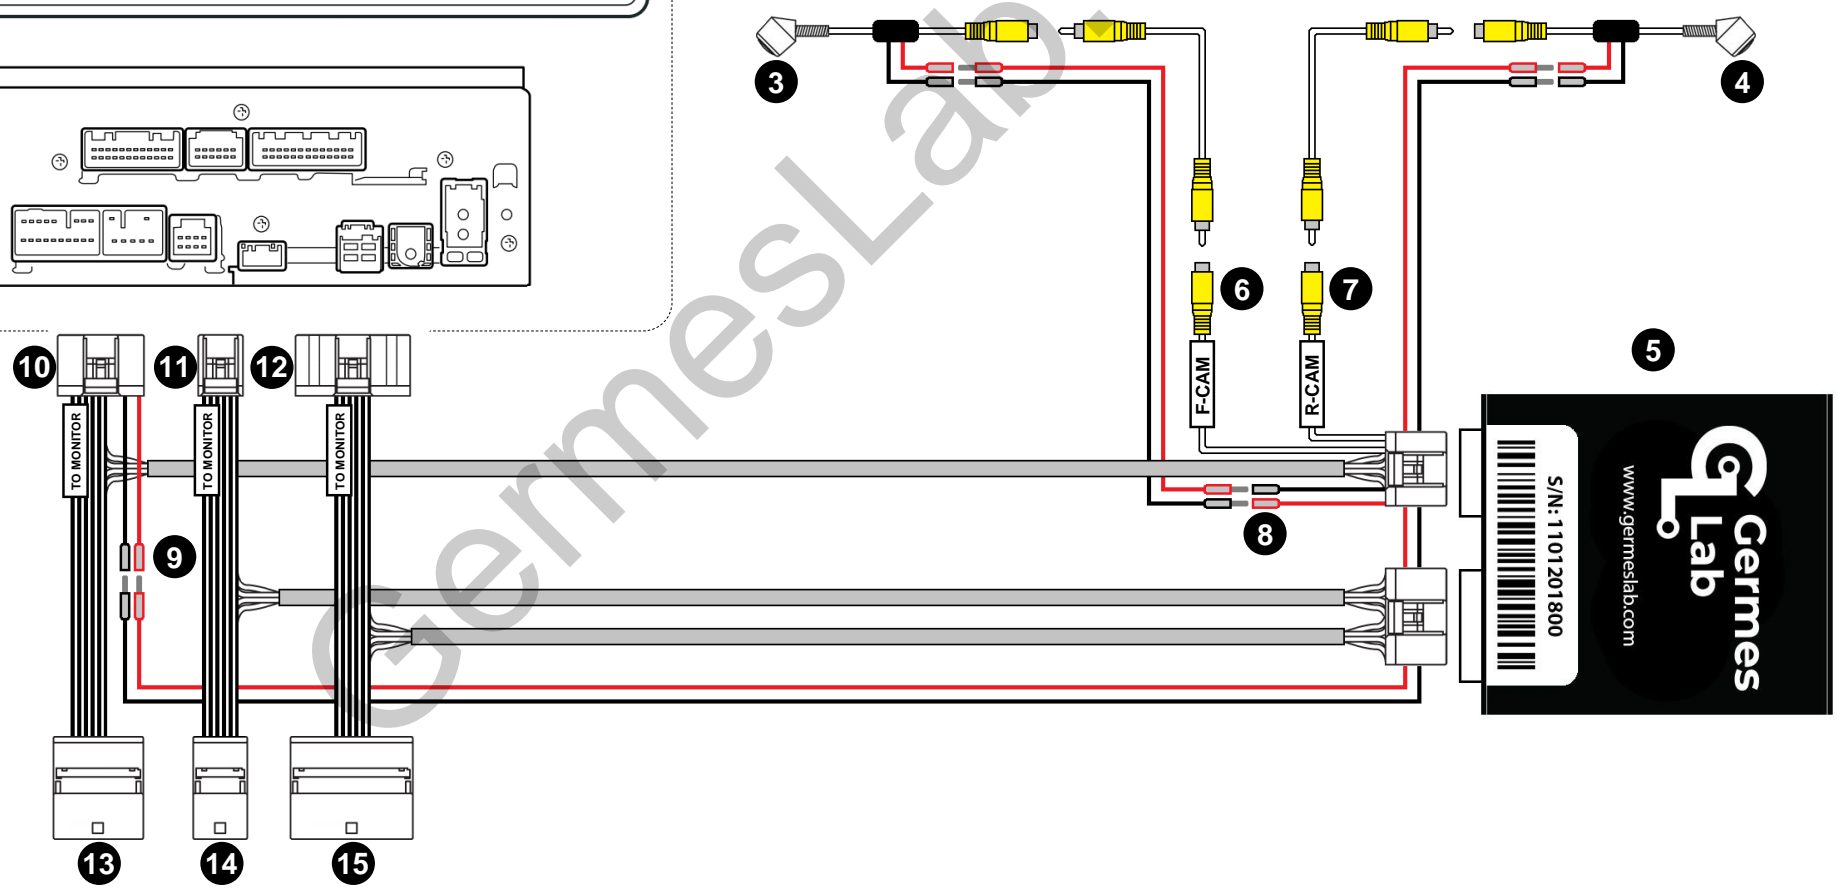 GermesLab.
3
4
6
7
5
F-CAM
R-CAM
10
11
12
TO MONITOR
TO MONITOR
TO MONITOR
8
9
S/N:1101201800
www.germeslab.com
Germes
Lab
13
14
15